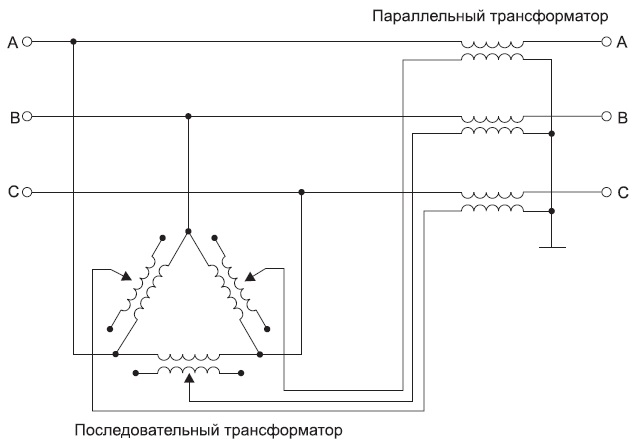 Параллельный трансформатор
A A
B B
C C
Последовательный трансформатор